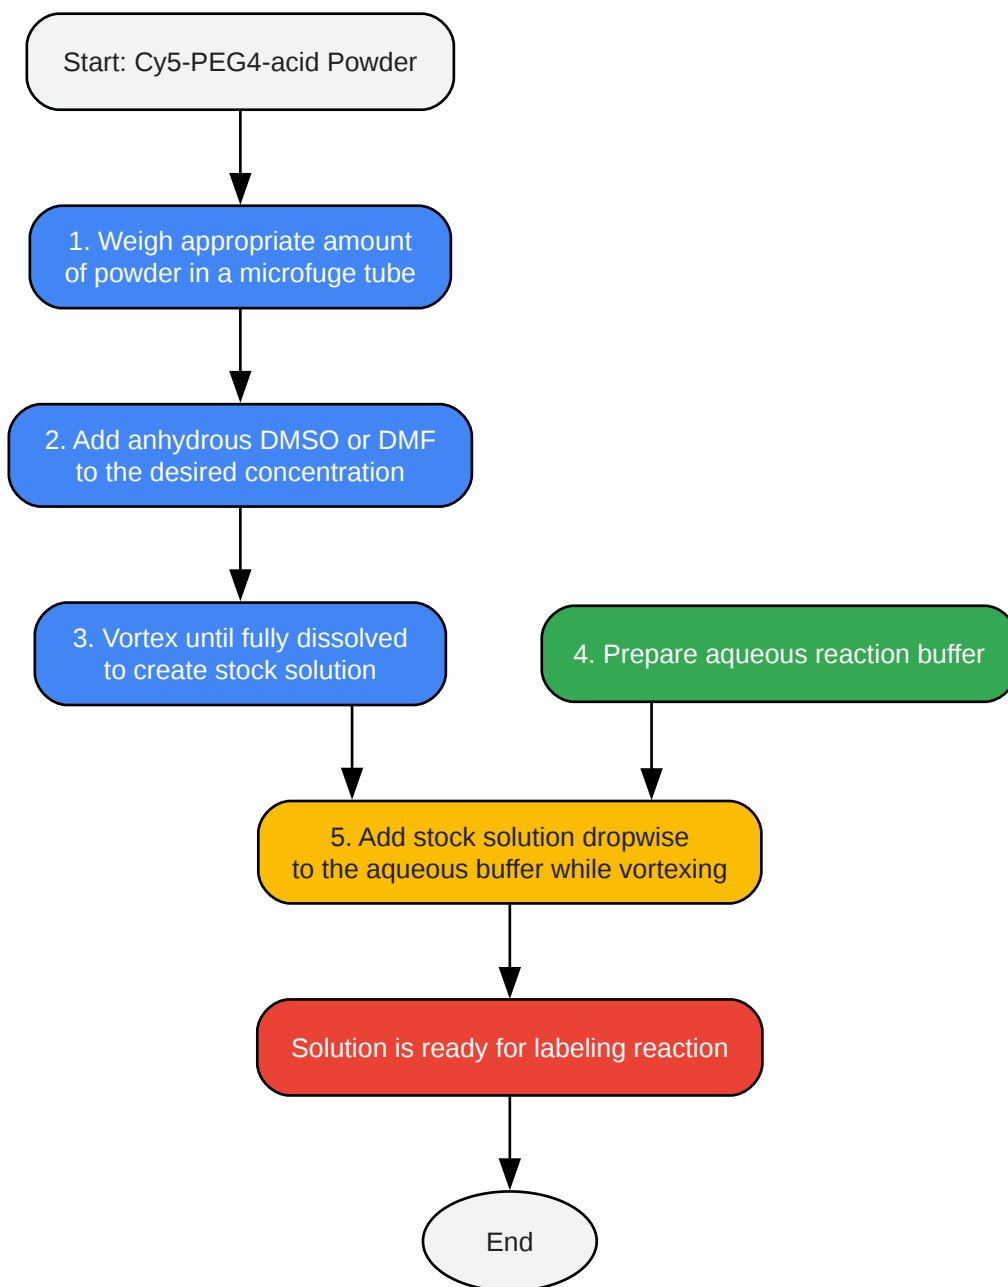 Start: Cy5-PEG4-acid Powder
1. Weigh appropriate amount
of powder in a microfuge tube
2. Add anhydrous DMSO or DMF
to the desired concentration
3. Vortex until fully dissolved
to create stock solution
4. Prepare aqueous reaction buffer
5. Add stock solution dropwise
to the aqueous buffer while vortexing
Solution is ready for labeling reaction
End